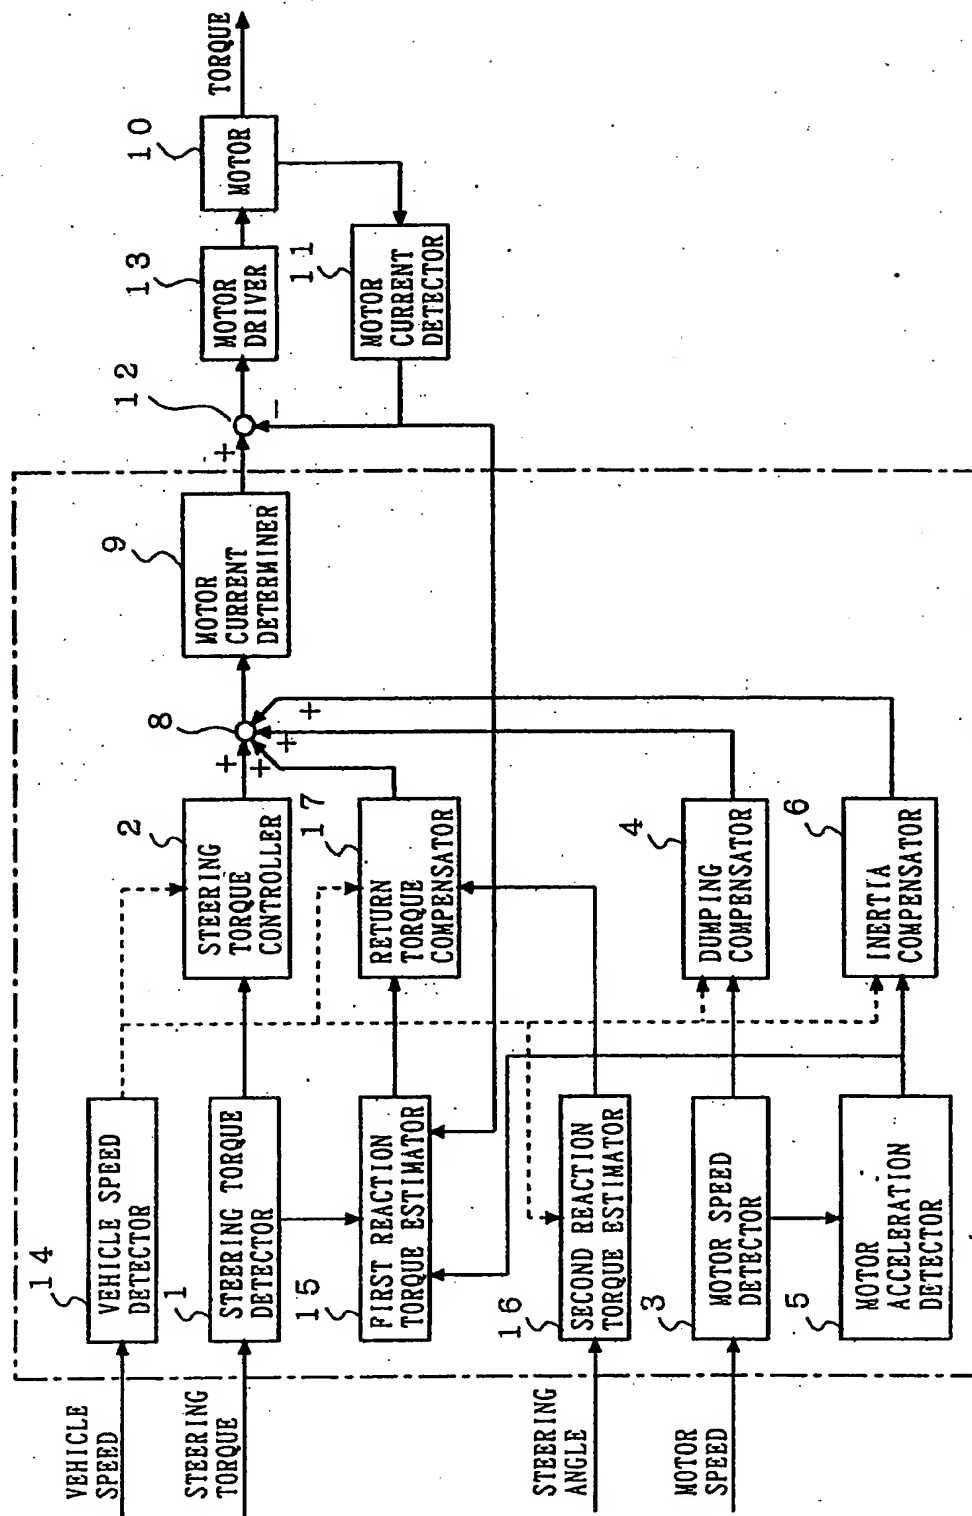 VEHICLE
SPEED
STEERING
TORQUE
STEERING
ANGLE
MOTOR
SPEED
14
VEHICLE SPEED
DETECTOR
1
STEERING TORQUE
DETECTOR
15
FIRST REACTION
TORQUE ESTIMATOR
16
SECOND REACTION
TORQUE ESTIMATOR
3
MOTOR SPEED
DETECTOR
5
MOTOR
ACCELERATION
DETECTOR
2
STEERING
TORQUE
CONTROLLER
17
RETURN
TORQUE
COMPENSATOR
4
DUMPING
COMPENSATOR
6
INERTIA
COMPENSATOR
8
+
+
+
+
9
MOTOR
CURRENT
DETERMINER
12
+
-
13
MOTOR
DRIVER
10
MOTOR
11
MOTOR
CURRENT
DETECTOR
TORQUE